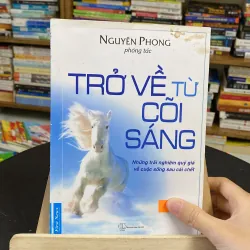 NGUYÊN PHONG
phóng tác
TRỞ VỀ TỪ
CÕI
SÁNG
Những trải nghiệm quý giá
về cuộc sống sau cái chết